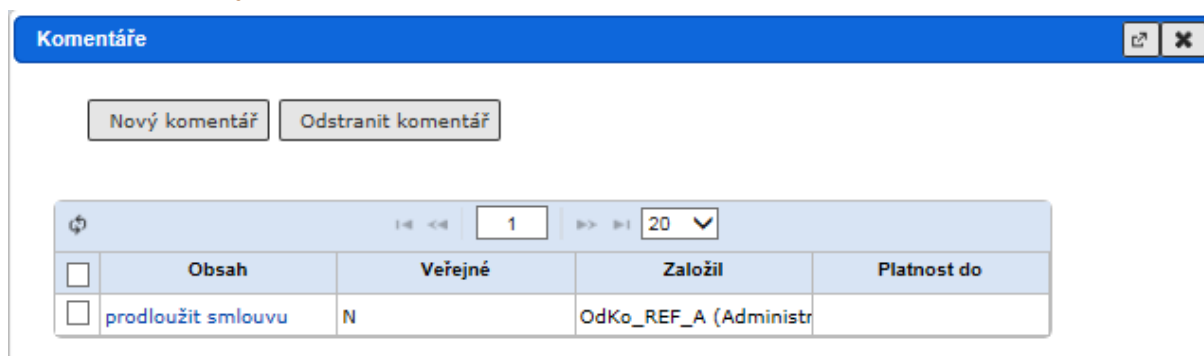 Komentáře
Nový komentář Odstranit komentář
1 20
Obsah Veřejné Založil Platnost do
prodloužit smlouvu N OdKo_REF_A (Administr